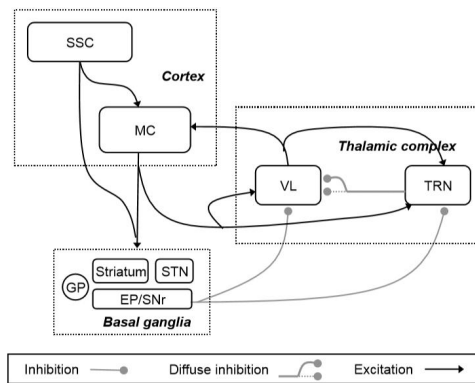 SSC
Cortex
MC
Thalamic complex
VL
TRN
Striatum
STN
GP
EP/SNr
Basal ganglia
Inhibition
Diffuse inhibition
Excitation